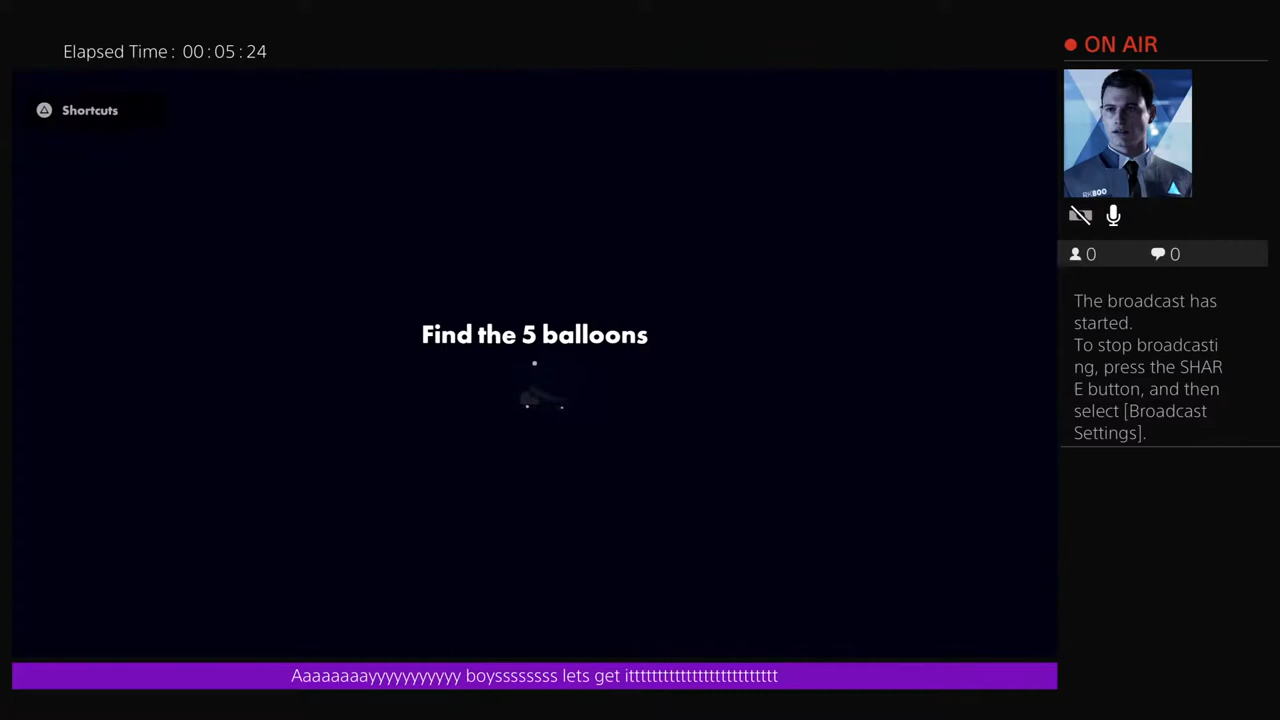 Elapsed Time : 00 : 05 : 24
ON AIR
Shortcuts
RK800
0 0
Find the 5 balloons
The broadcast has
started.
To stop broadcasti
ng, press the SHAR
E button, and then
select [Broadcast
Settings].
Aaaaaaaayyyyyyyyyyy boyssssssss lets get itttttttttttttttttttttttttt